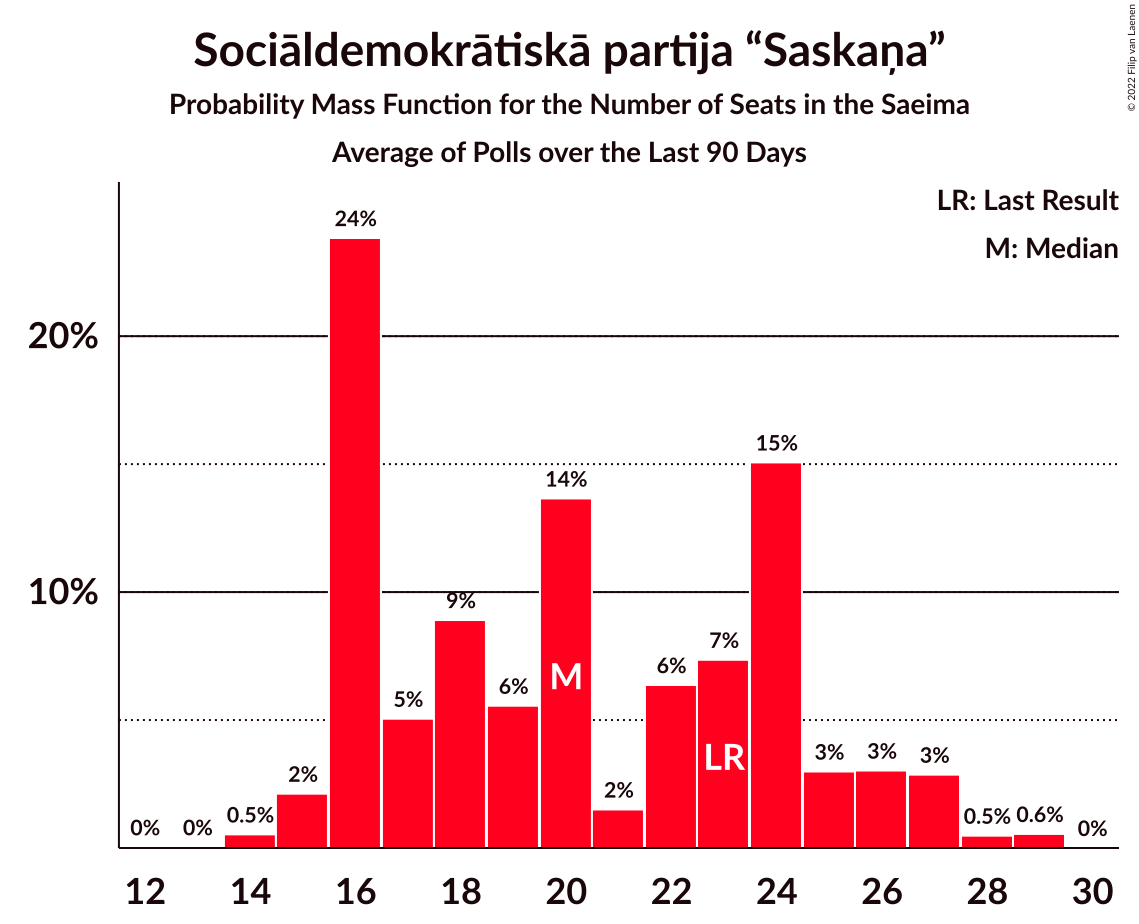 Sociāldemokrātiskā partija “Saskaņa”
Probability Mass Function for the Number of Seats in the Saeima
Average of Polls over the Last 90 Days
© 2022 Filip van Laenen
LR: Last Result
M: Median
20%
10%
0%
0%
0.5%
2%
24%
5%
9%
6%
14%
2%
6%
7%
15%
3%
3%
3%
0.5%
0.6%
0%
M
LR
12 14 16 18 20 22 24 26 28 30